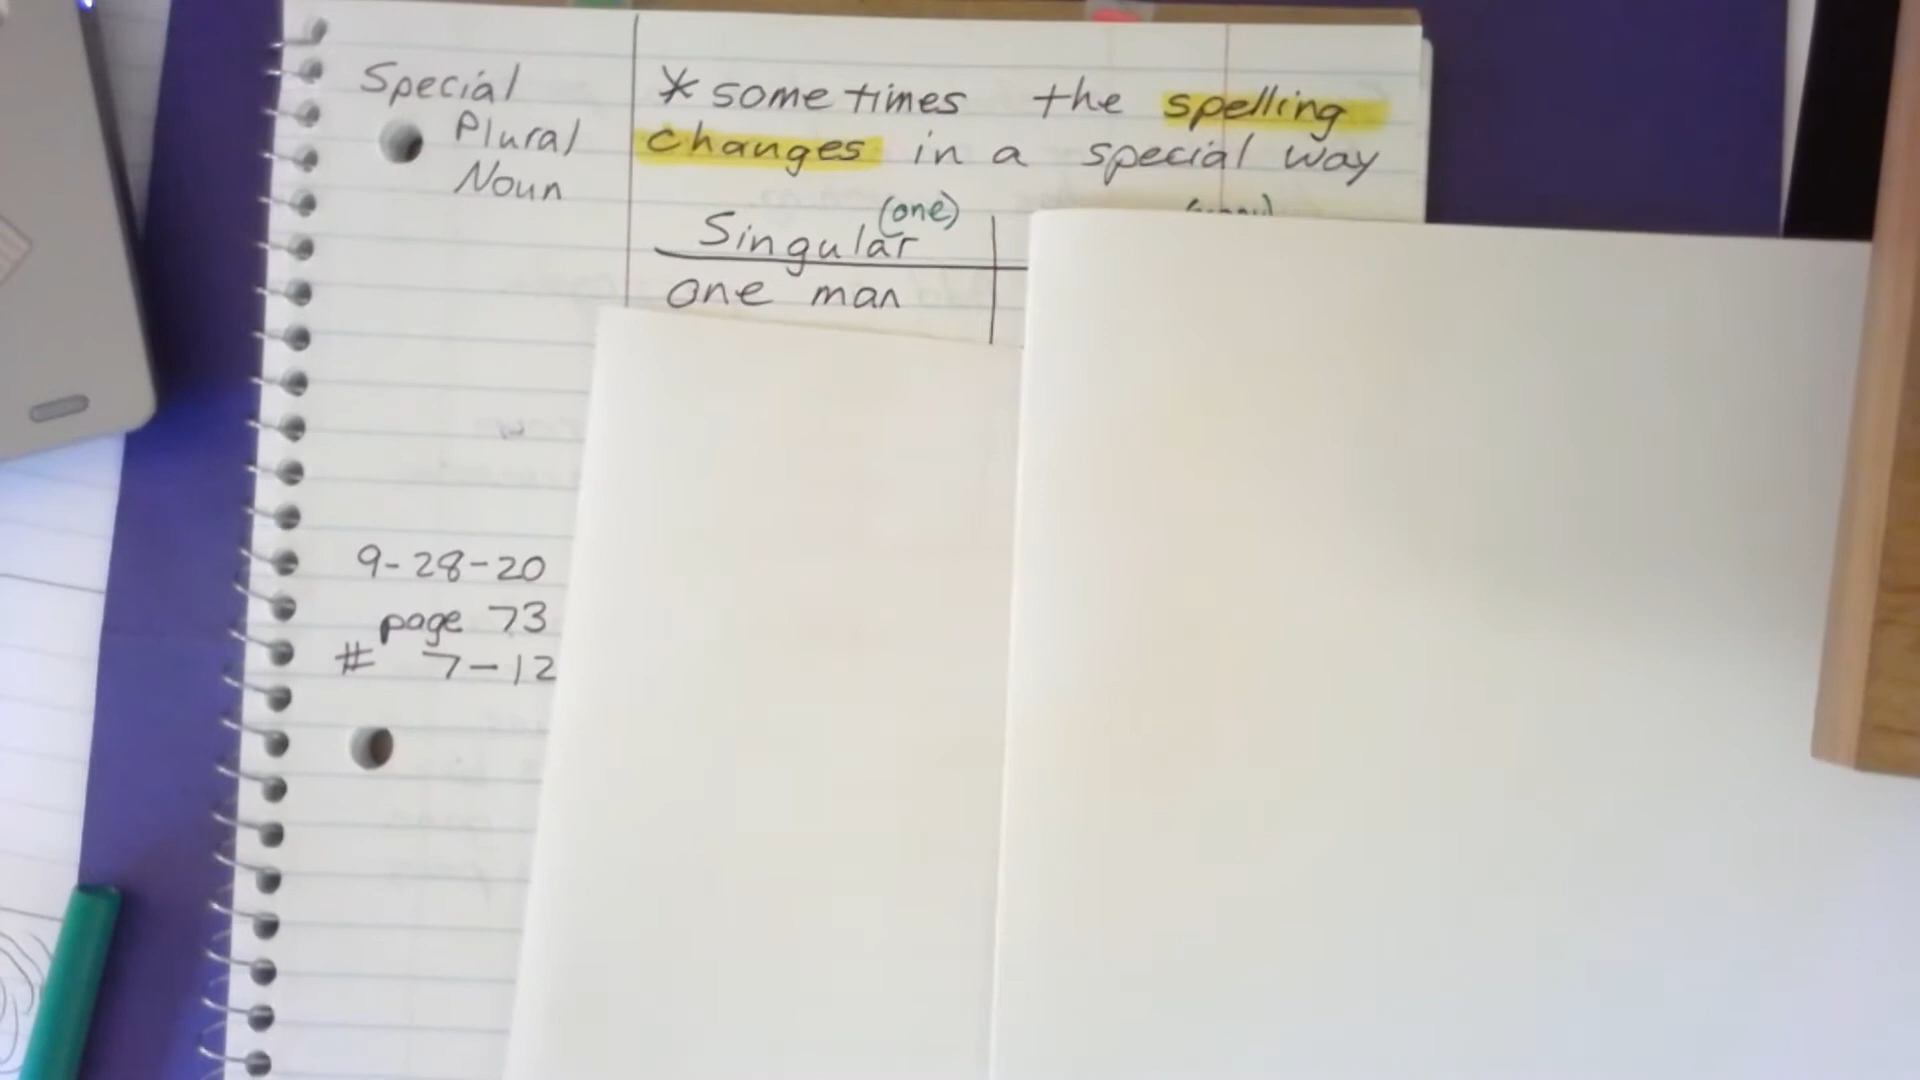 Special
Plural
Noun
* some times the spelling
changes in a special way
(one)
Singular
one man
9-28-20
page 73
# 7-12